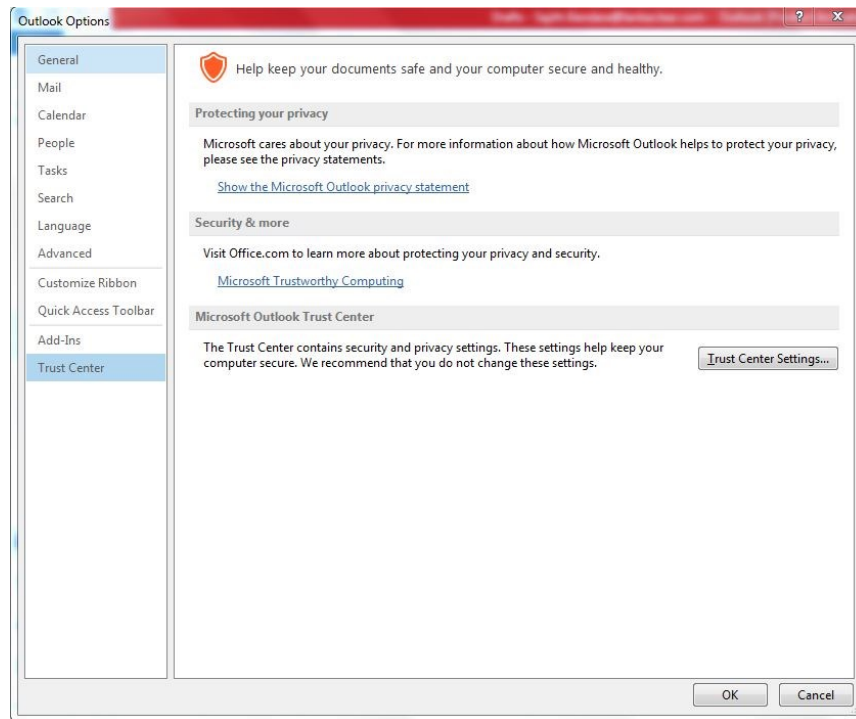 Outlook Options
General
Mail
Calendar
People
Tasks
Search
Language
Advanced
Customize Ribbon
Quick Access Toolbar
Add-Ins
Trust Center
Help keep your documents safe and your computer secure and healthy.
Protecting your privacy
Microsoft cares about your privacy. For more information about how Microsoft Outlook helps to protect your privacy,
please see the privacy statements.
Show the Microsoft Outlook privacy statement
Security & more
Visit Office.com to learn more about protecting your privacy and security.
Microsoft Trustworthy Computing
Microsoft Outlook Trust Center
The Trust Center contains security and privacy settings. These settings help keep your
computer secure. We recommend that you do not change these settings.
Trust Center Settings...
OK
Cancel